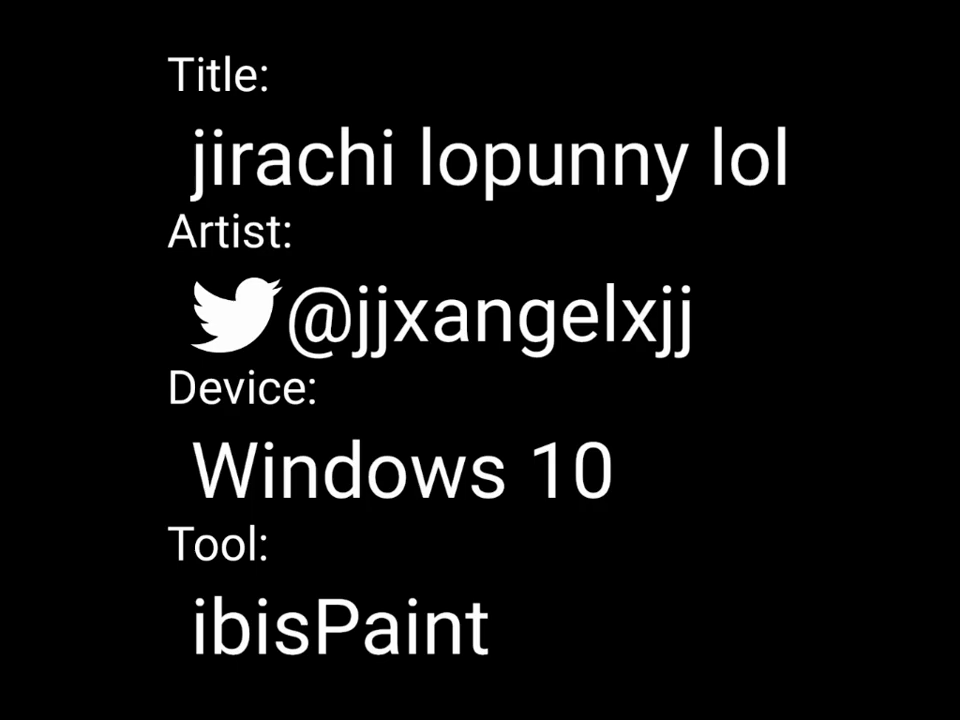 Title:
jirachi lopunny lol
Artist:
@jjxangelxjj
Device:
Windows 10
Tool:
ibisPaint